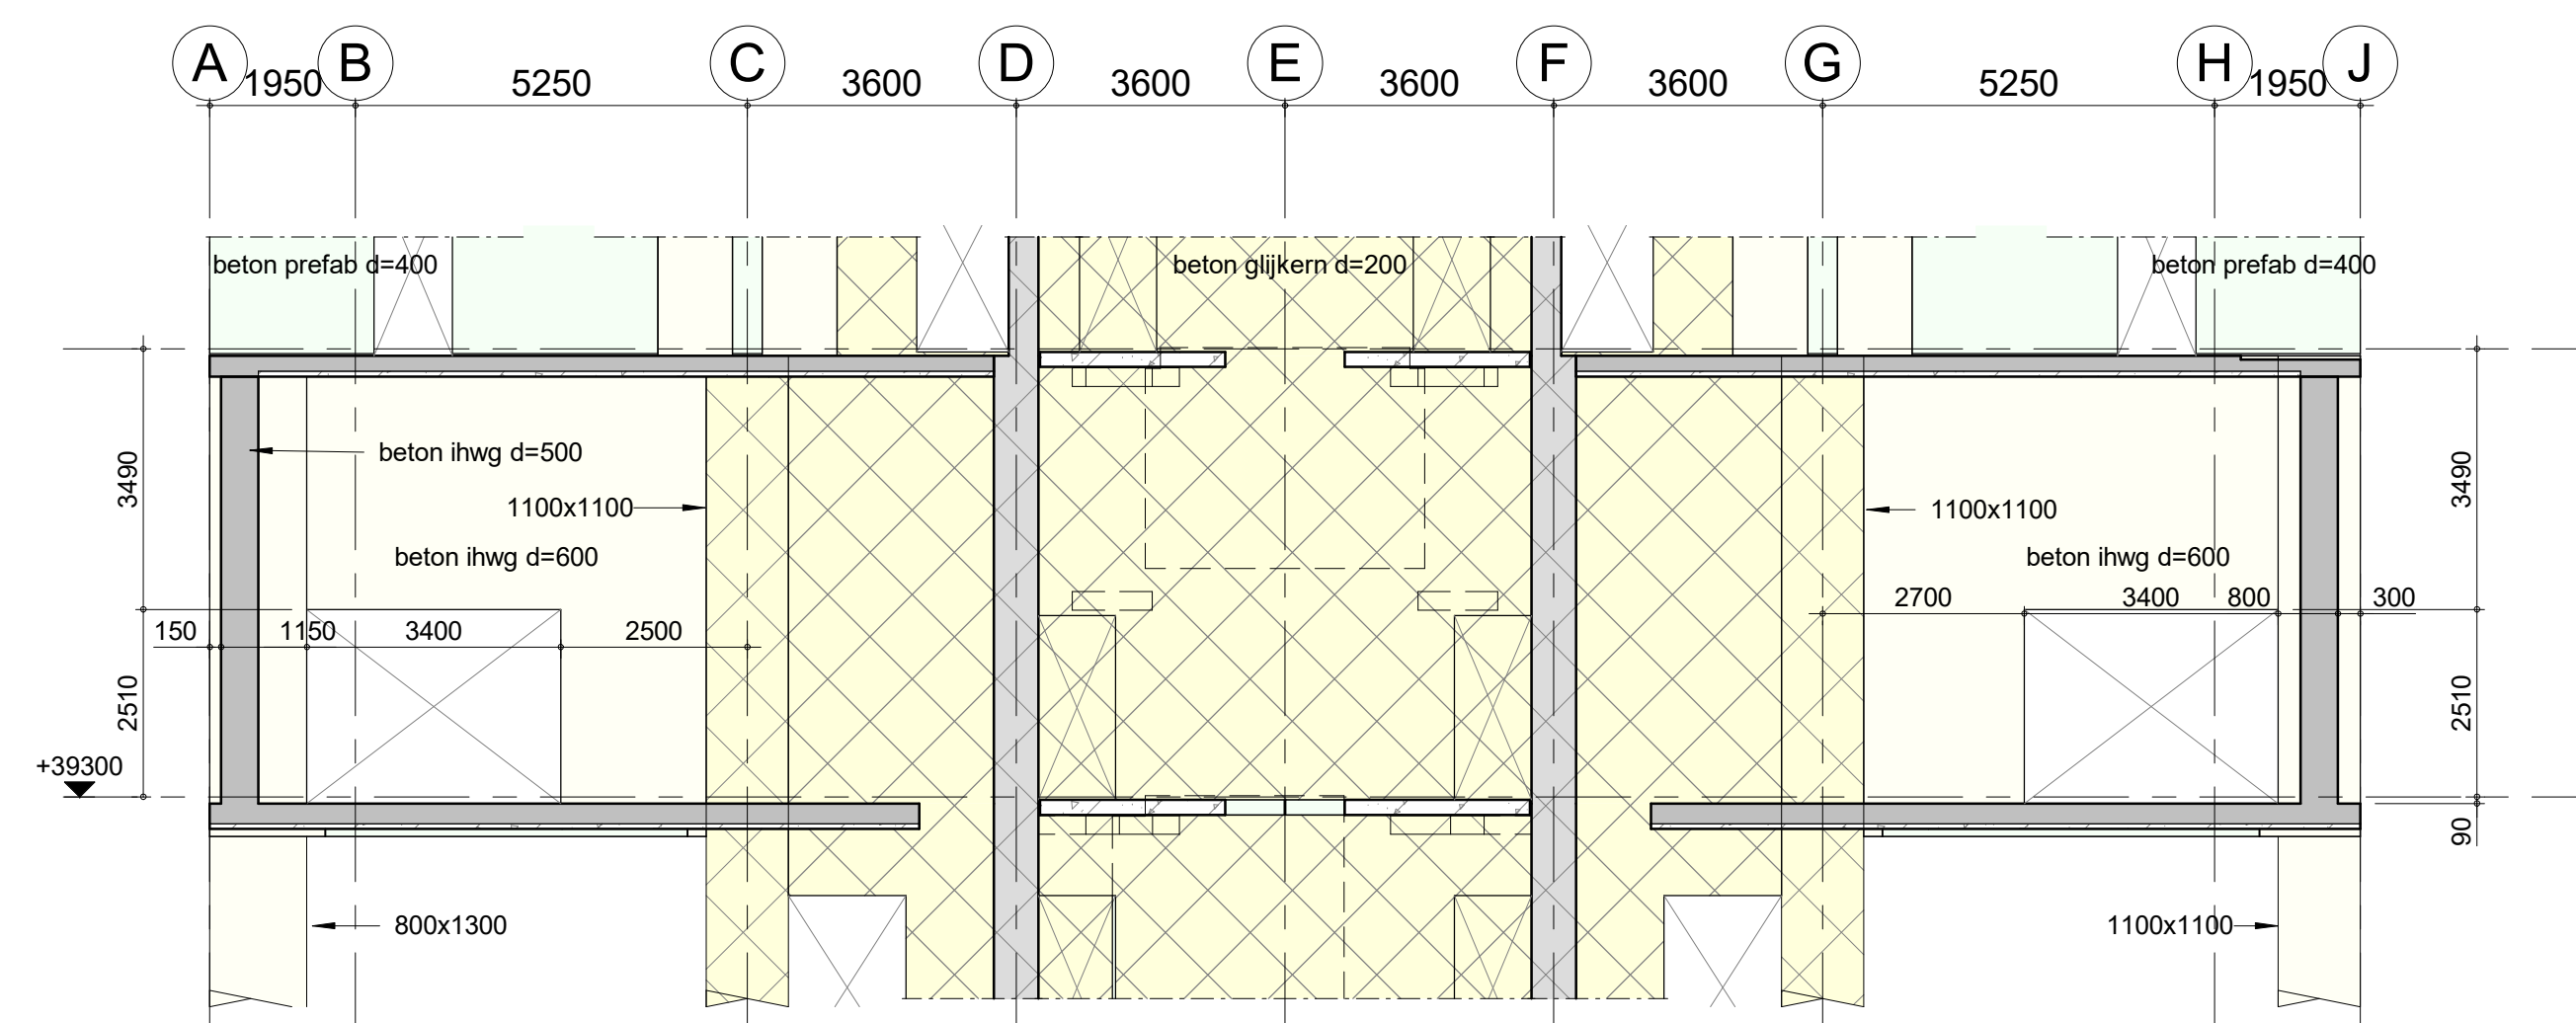 A B C D E F G H J
1950 5250 3600 3600 3600 3600 5250 1950
beton prefab d=400 beton glijkern d=200 beton prefab d=400
beton ihwg d=500
3490 3490
1100x1100 1100x1100
beton ihwg d=600 beton ihwg d=600
2700 3400 800 300
150 1150 3400 2500
2510 2510
+39300
90
800x1300 1100x1100